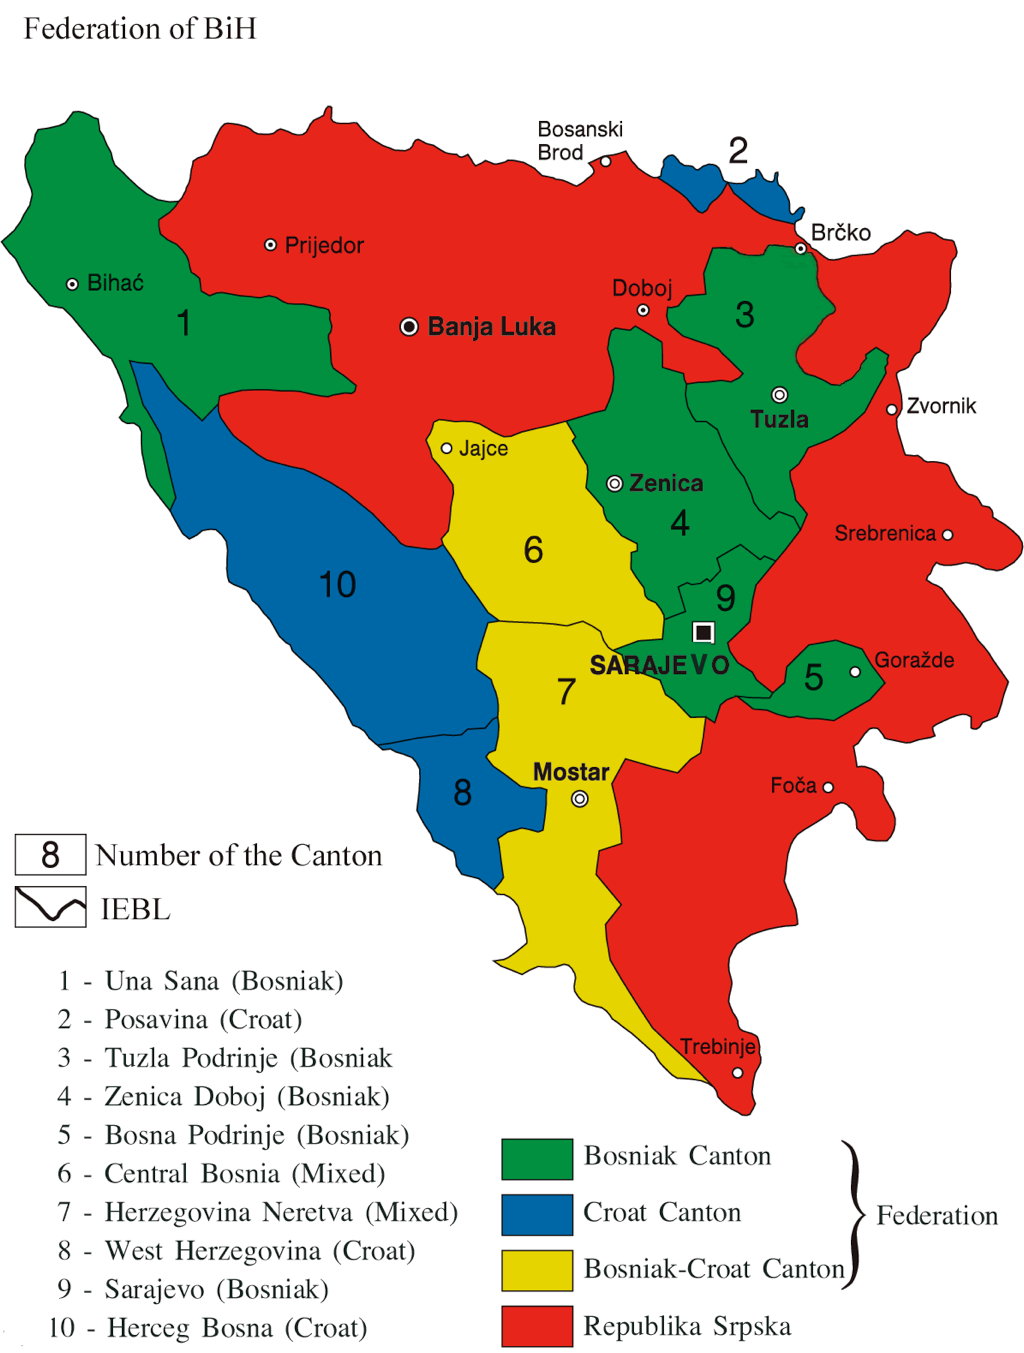 Federation of BiH
Bosanski
Brod
2
Brčko
Prijedor
Bihać
Doboj
1
3
Banja Luka
Zvornik
Tuzla
Jajce
Zenica
4
Srebrenica
6
10
9
SARAJEVO
Goražde
5
7
Mostar
Foča
8
8 Number of the Canton
IEBL
1 - Una Sana (Bosniak)
2 - Posavina (Croat)
3 - Tuzla Podrinje (Bosniak
4 - Zenica Doboj (Bosniak)
5 - Bosna Podrinje (Bosniak)
6 - Central Bosnia (Mixed)
7 - Herzegovina Neretva (Mixed)
8 - West Herzegovina (Croat)
9 - Sarajevo (Bosniak)
10 - Herceg Bosna (Croat)
Trebinje
Bosniak Canton
Croat Canton
Bosniak-Croat Canton
Federation
Republika Srpska